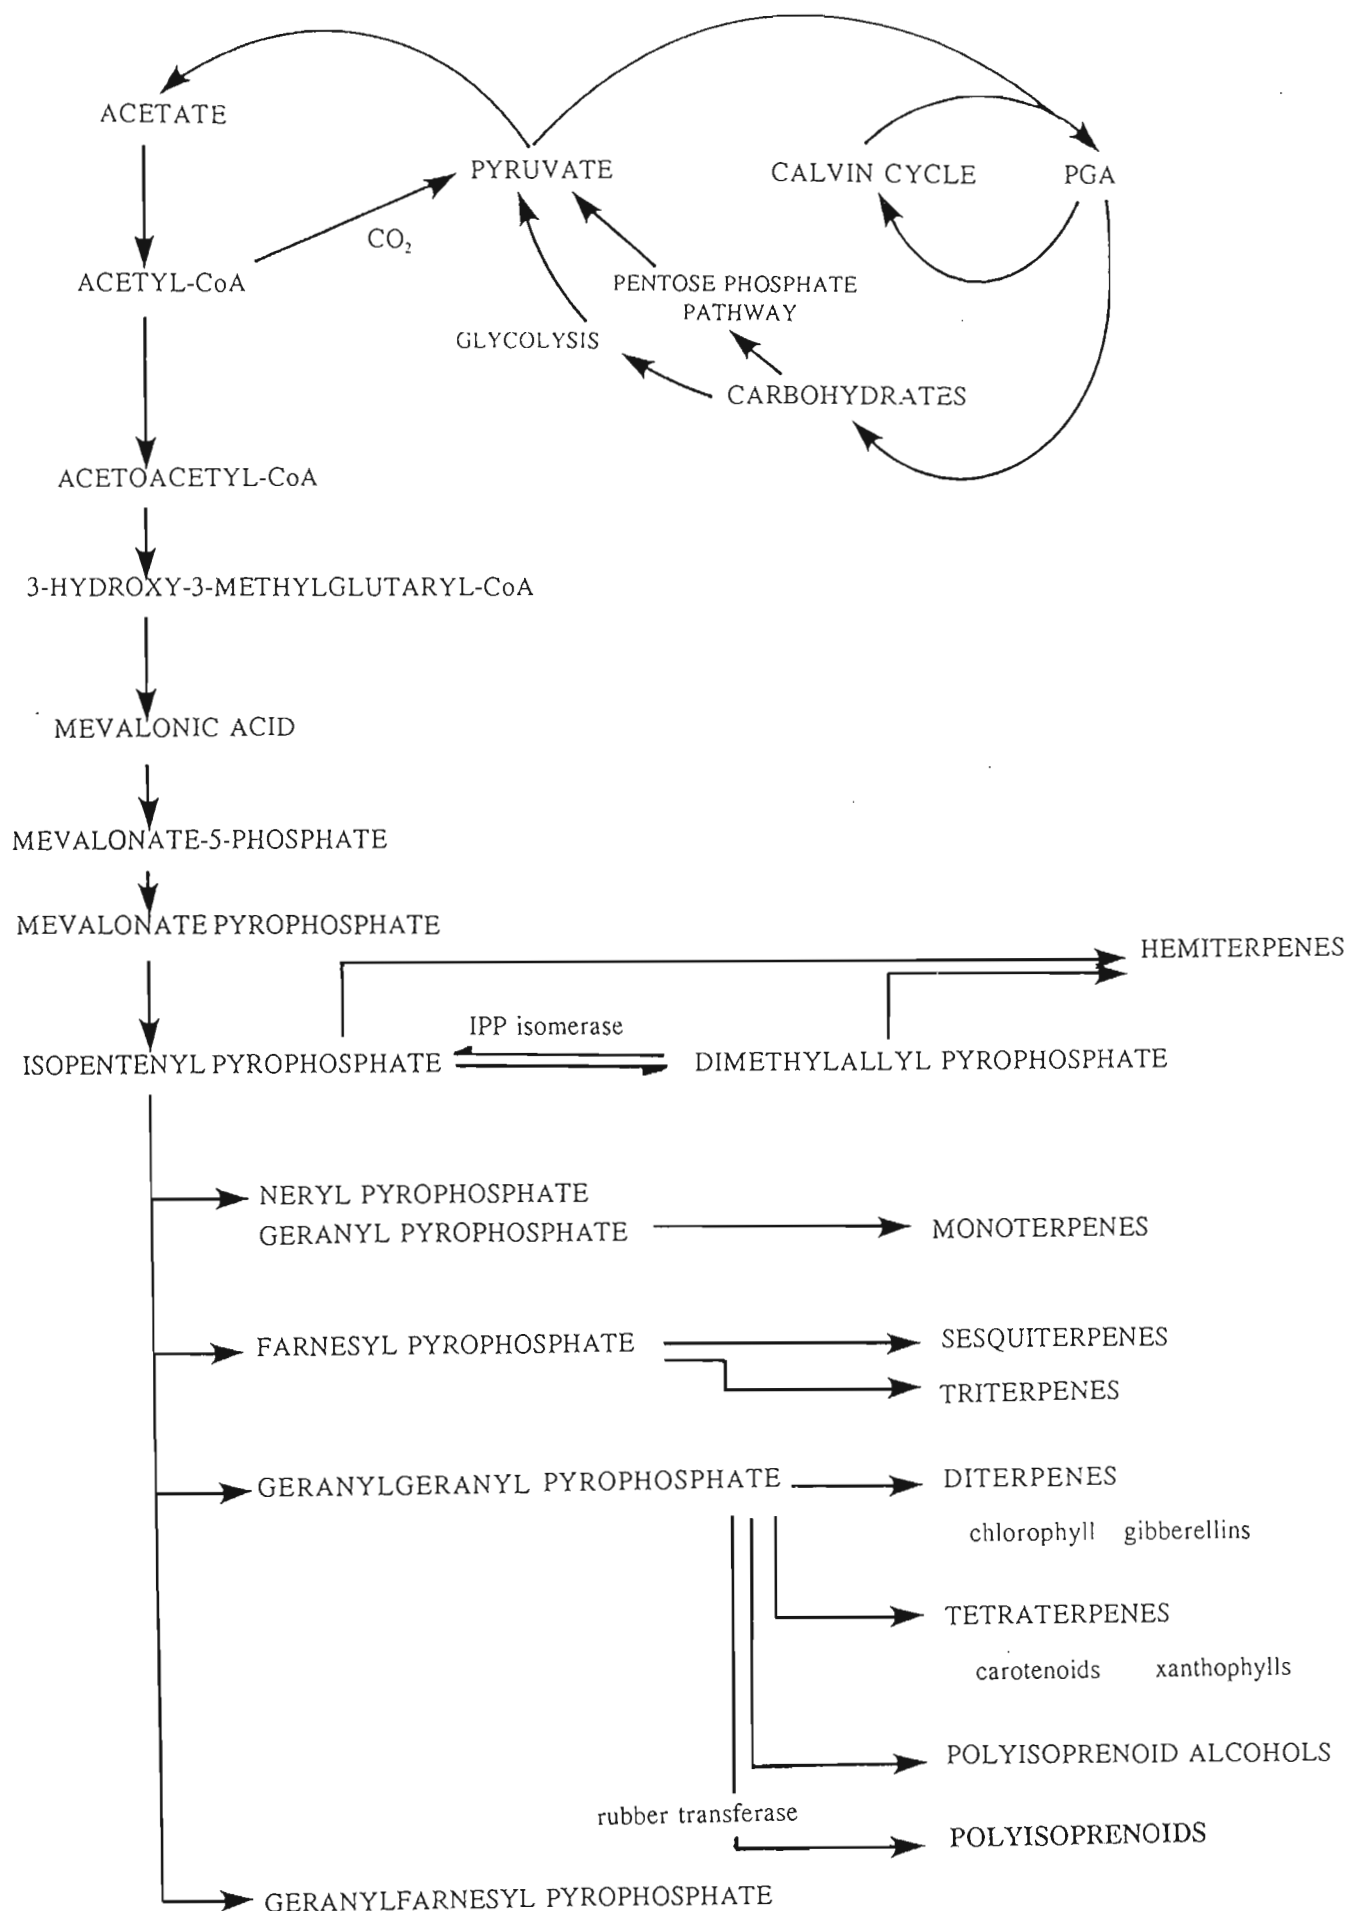 ACETATE
PYRUVATE
CALVIN CYCLE
PGA
CO₂
ACETYL-CoA
PENTOSE PHOSPHATE
PATHWAY
GLYCOLYSIS
CARBOHYDRATES
ACETOACETYL-CoA
3-HYDROXY-3-METHYLGLUTARYL-CoA
MEVALONIC ACID
MEVALONATE-5-PHOSPHATE
MEVALONATE PYROPHOSPHATE
HEMITERPENES
IPP isomerase
ISOPENTENYL PYROPHOSPHATE
DIMETHYLALLYL PYROPHOSPHATE
NERYL PYROPHOSPHATE
GERANYL PYROPHOSPHATE
MONOTERPENES
FARNESYL PYROPHOSPHATE
SESQUITERPENES
TRITERPENES
GERANYLGERANYL PYROPHOSPHATE
DITERPENES
chlorophyll gibberellins
TETRATERPENES
carotenoids xanthophylls
POLYISOPRENOID ALCOHOLS
rubber transferase
POLYISOPRENOIDS
GERANYLFARNESYL PYROPHOSPHATE